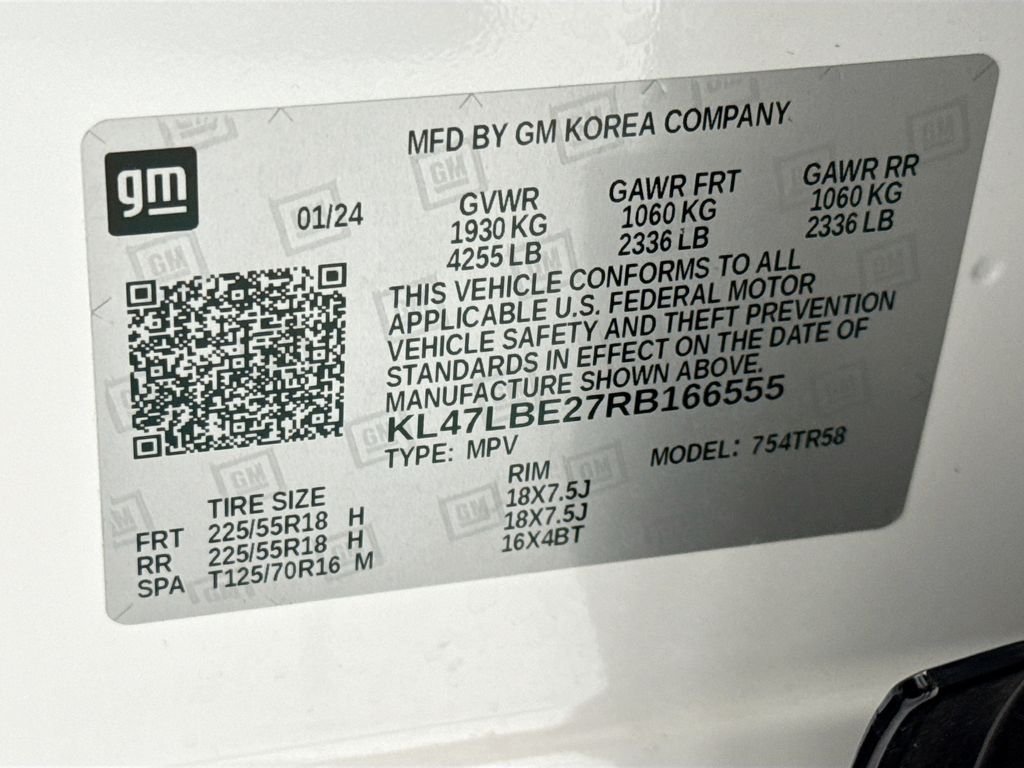 gm
MFD BY GM KOREA COMPANY
01/24
GVWR GAWR FRT GAWR RR
1930 KG 1060 KG 1060 KG
4255 LB 2336 LB 2336 LB
THIS VEHICLE CONFORMS TO ALL
APPLICABLE U.S. FEDERAL MOTOR
VEHICLE SAFETY AND THEFT PREVENTION
STANDARDS IN EFFECT ON THE DATE OF
MANUFACTURE SHOWN ABOVE.
KL47LBE27RB166555
TYPE: MPV MODEL: 754TR58
TIRE SIZE RIM
FRT 225/55R18 H 18X7.5J
RR 225/55R18 H 18X7.5J
SPA T125/70R16 M 16X4BT